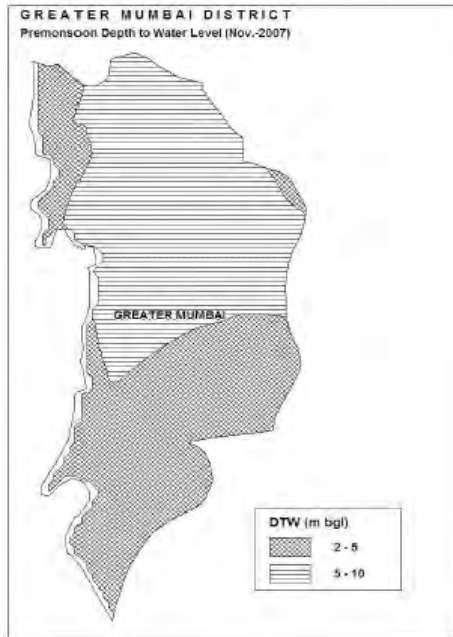 GREATER MUMBAI DISTRICT
Premonsoon Depth to Water Level (Nov.-2007)
GREATER MUMBAI
DTW (m bgl)
2 - 5
5 - 10